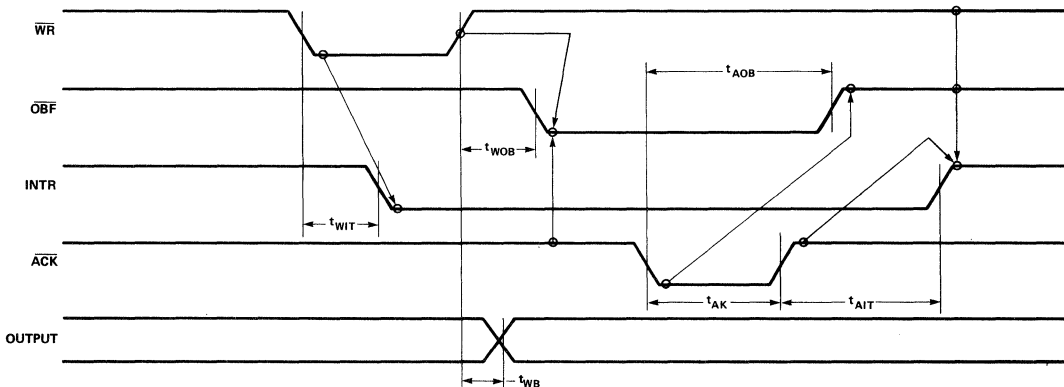 WR
tAOB
OBF
tWOB
INTR
tWIT
ACK
tAK
tAIT
OUTPUT
tWB